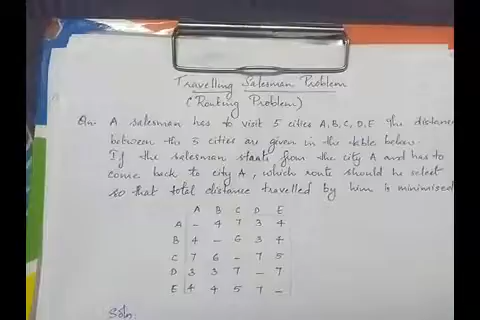 Travelling Salesman Problem
(Routing Problem)
Qn: A salesman has to visit 5 cities A, B, C, D, E The distance
between the 5 cities are given in the table below.
If the salesman starts from the city A and has to
come back to city A, which route should he select
so that total distance travelled by him is minimised
A B C D E
A - 4 7 3 4
B 4 - 6 3 4
C 7 6 - 7 5
D 3 3 7 - 7
E 4 4 5 7 -
Soln: